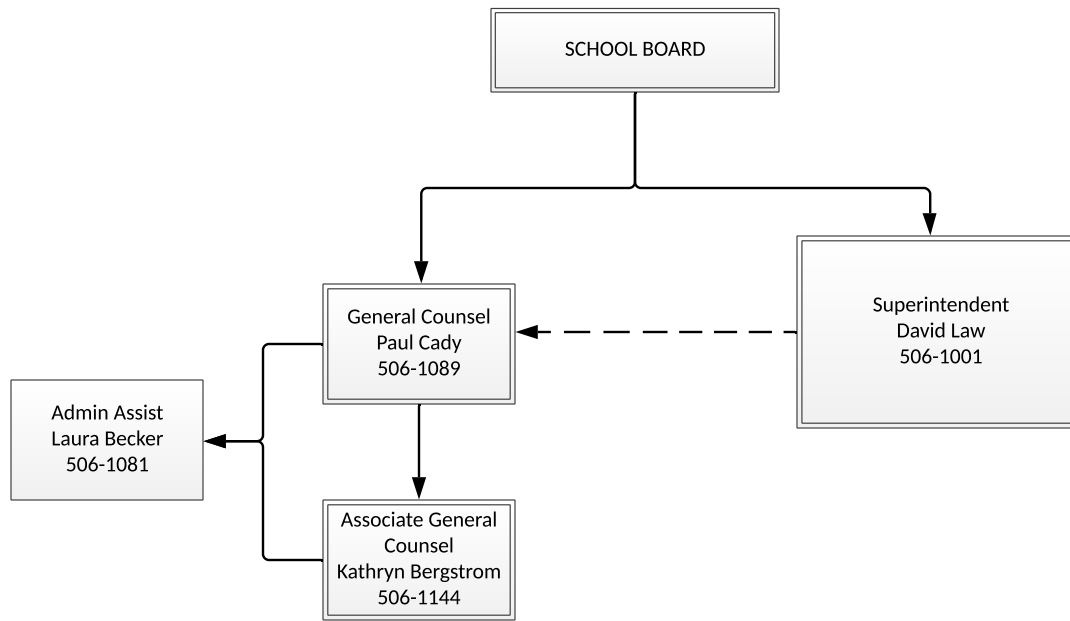 SCHOOL BOARD
General Counsel
Paul Cady
506-1089
Superintendent
David Law
506-1001
Admin Assist
Laura Becker
506-1081
Associate General
Counsel
Kathryn Bergstrom
506-1144